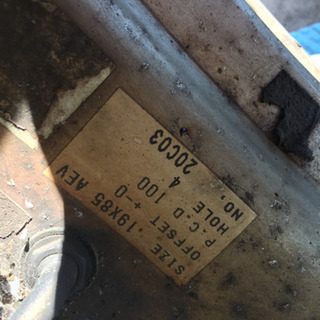 SIZE . 19X85 AEV
OFFSET +-0
P.C.D 100
HOLE 4
NO. 20C03